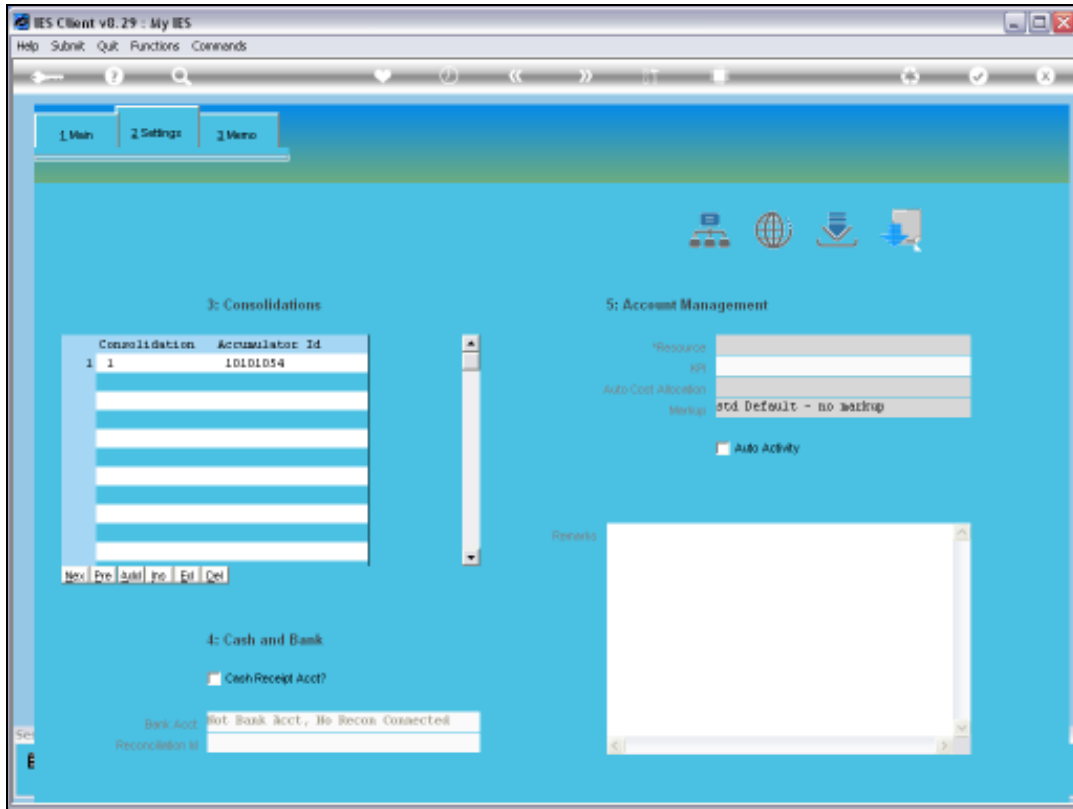 IES Client v8.29 : My IES
Help Submit Quit Functions Commands
1 Main
2 Settings
3 Memo
3: Consolidations
Consolidation Accumulator Id
1 1 10101054
Nex Pre Add Ins Ed Del
4: Cash and Bank
Cash Receipt Acct?
Bank Acct Not Bank Acct, No Recon Connected
Reconciliation Id
5: Account Management
*Resource
KPI
Auto Cost Allocation
Markup std Default - no markup
Auto Activity
Remarks